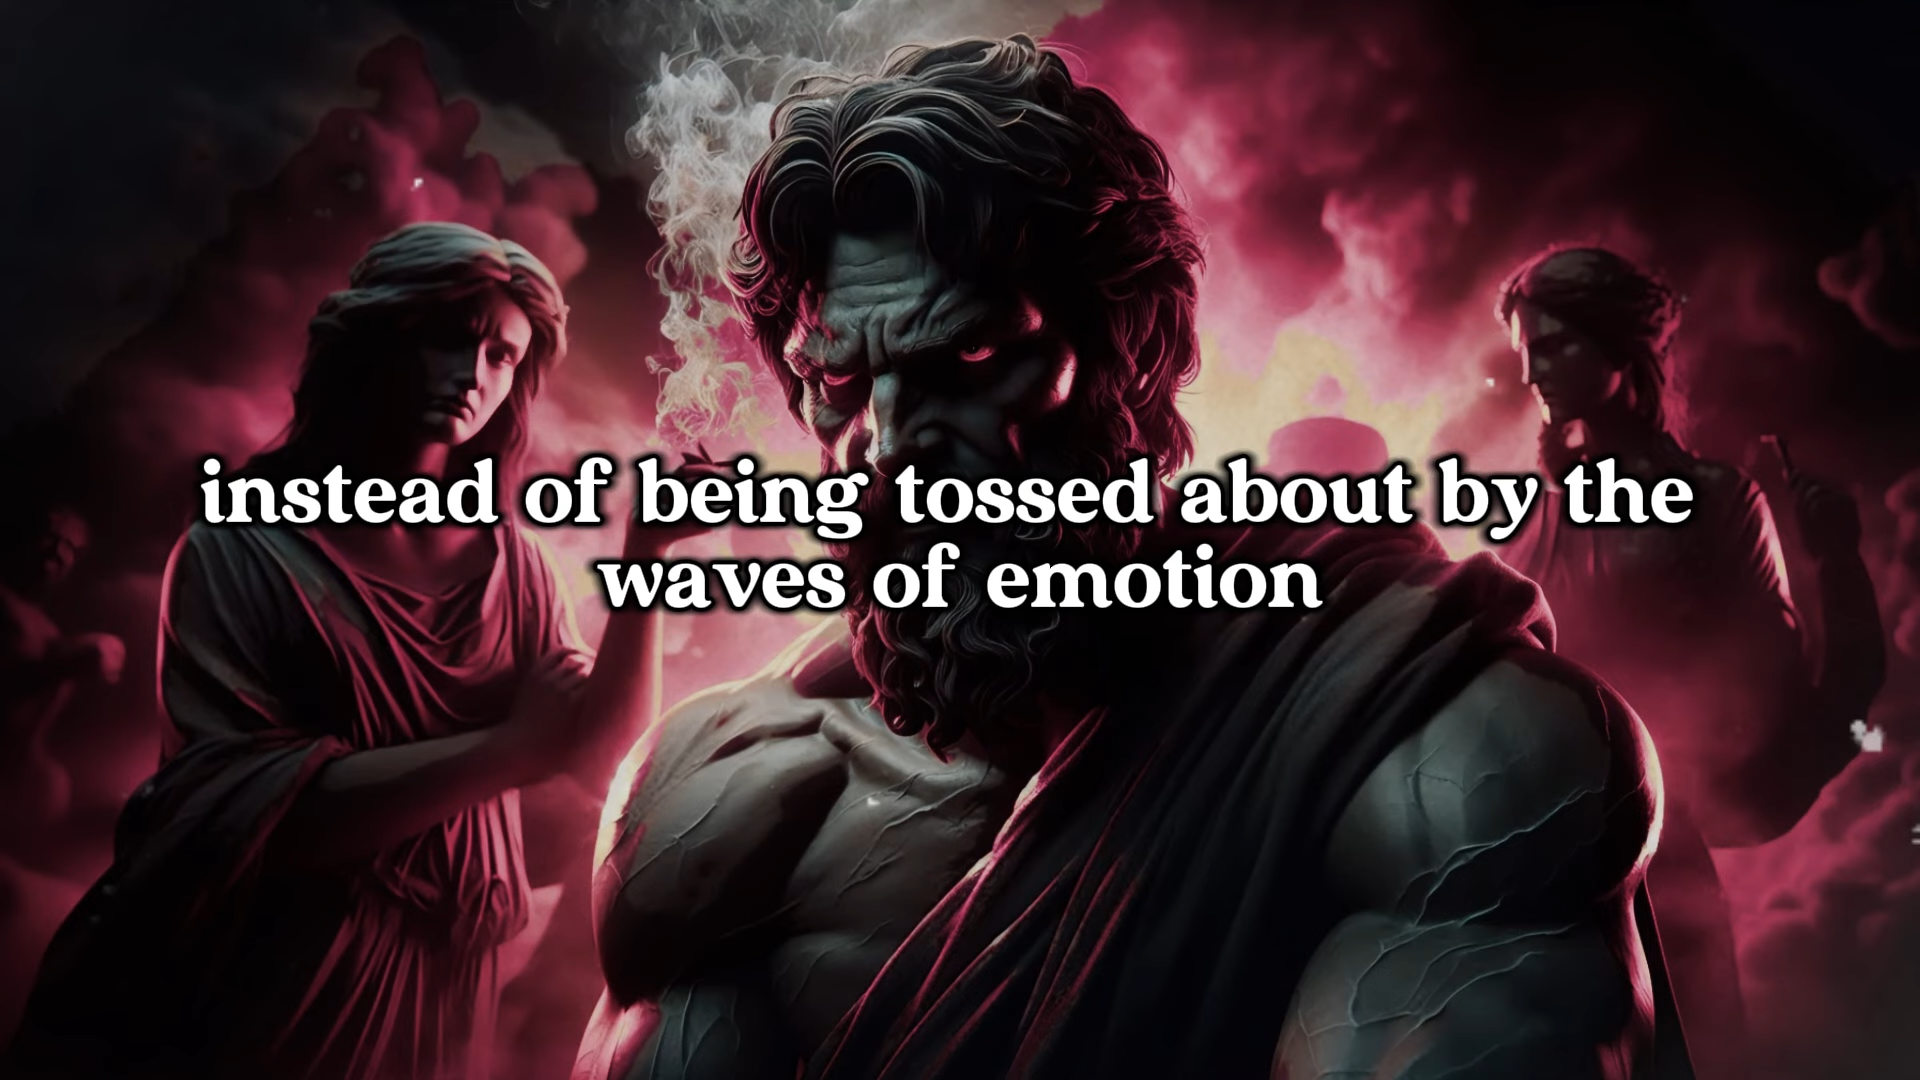 instead of being tossed about by the
waves of emotion